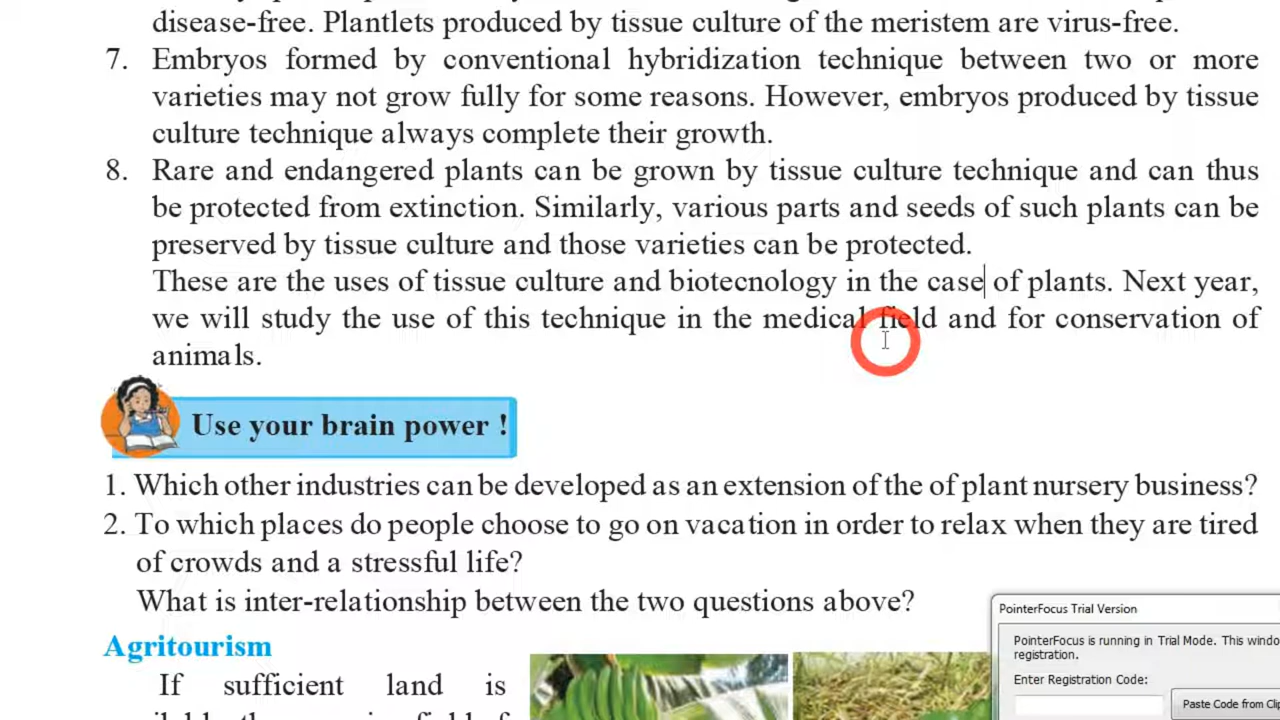 disease-free. Plantlets produced by tissue culture of the meristem are virus-free.
7. Embryos formed by conventional hybridization technique between two or more
varieties may not grow fully for some reasons. However, embryos produced by tissue
culture technique always complete their growth.
8. Rare and endangered plants can be grown by tissue culture technique and can thus
be protected from extinction. Similarly, various parts and seeds of such plants can be
preserved by tissue culture and those varieties can be protected.
These are the uses of tissue culture and biotecnology in the case of plants. Next year,
we will study the use of this technique in the medical field and for conservation of
animals.
Use your brain power !
1. Which other industries can be developed as an extension of the of plant nursery business?
2. To which places do people choose to go on vacation in order to relax when they are tired
of crowds and a stressful life?
What is inter-relationship between the two questions above?
Agritourism
If sufficient land is
PointerFocus Trial Version
PointerFocus is running in Trial Mode. This
registration.
Enter Registration Code:
Paste Code from